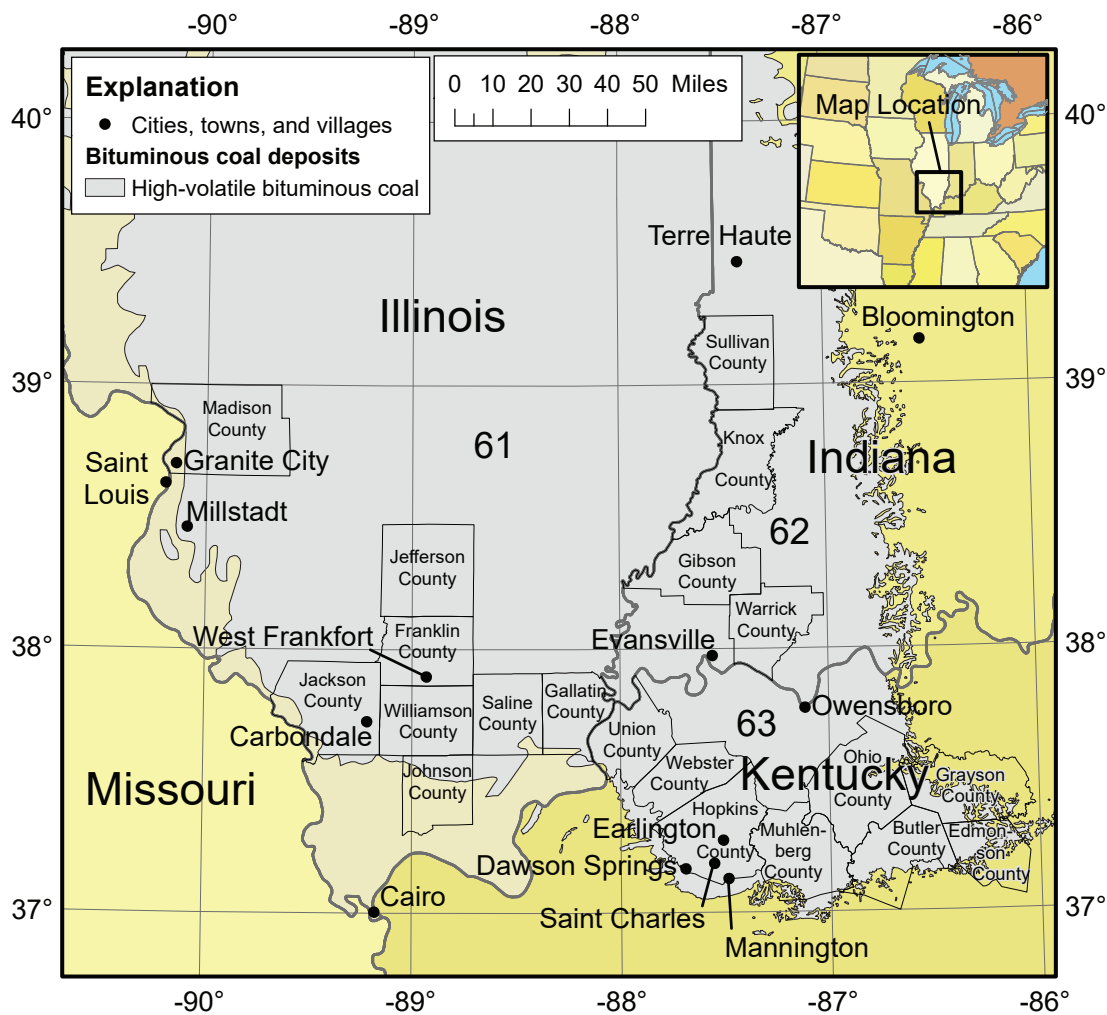 -90°
-89°
-88°
-87°
-86°
Explanation
Cities, towns, and villages
Bituminous coal deposits
High-volatile bituminous coal
0 10 20 30 40 50 Miles
Map Location
40°
40°
Terre Haute
Illinois
Bloomington
Sullivan
County
39°
39°
Madison
County
Knox
County
61
Indiana
Saint
Louis
Granite City
Millstadt
62
Jefferson
County
Gibson
County
Warrick
County
38°
38°
West Frankfort
Franklin
County
Evansville
Jackson
County
Carbondale
Williamson
County
Saline
County
Gallatin
County
Union
County
63
Owensboro
Missouri
Johnson
County
Webster
County
Kentucky
Ohio
County
Grayson
County
Hopkins
County
Earlington
Muhlen-
berg
County
Butler
County
Edmon-
son
County
Dawson Springs
Saint Charles
Mannington
Cairo
37°
37°
-90°
-89°
-88°
-87°
-86°